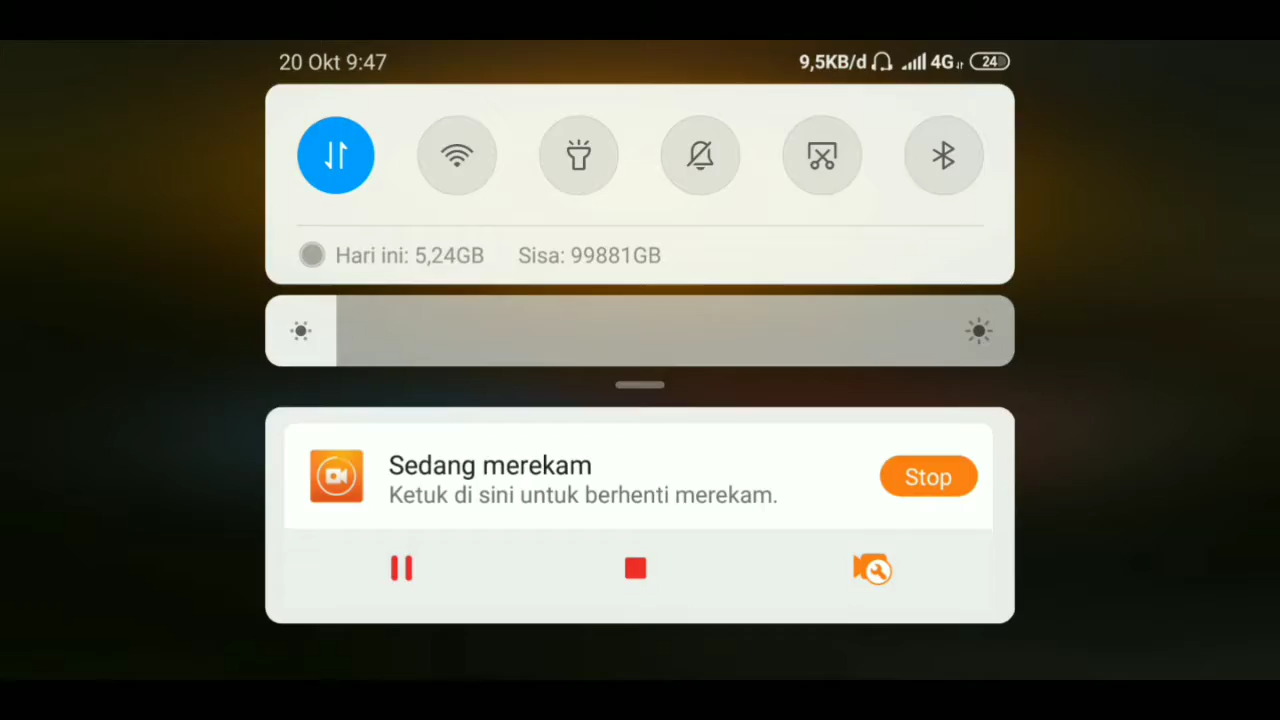 20 Okt 9:47
9,5KB/d 4G 24
Hari ini: 5,24GB Sisa: 99881GB
Sedang merekam
Ketuk di sini untuk berhenti merekam.
Stop